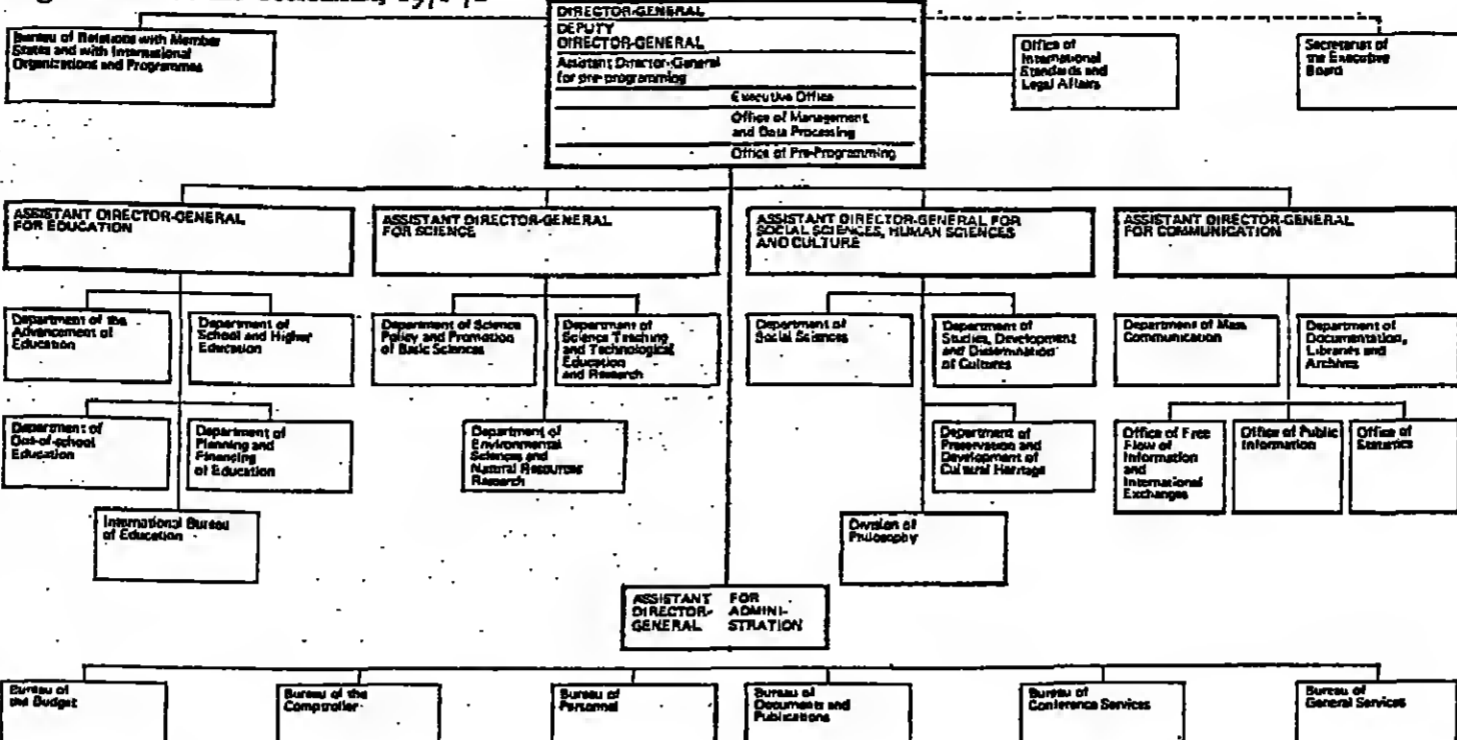 DIRECTOR-GENERAL
DEPUTY
DIRECTOR-GENERAL
Assistant Director-General
for pre-programming
Executive Office
Office of Management
and Data Processing
Office of Pre-Programming
Bureau of Relations with Member
States and with International
Organizations and Programmes
Office of
International
Standards and
Legal Affairs
Secretariat of
the Executive
Board
ASSISTANT DIRECTOR-GENERAL
FOR EDUCATION
ASSISTANT DIRECTOR-GENERAL
FOR SCIENCE
ASSISTANT DIRECTOR-GENERAL FOR
SOCIAL SCIENCES, HUMAN SCIENCES
AND CULTURE
ASSISTANT DIRECTOR-GENERAL
FOR COMMUNICATION
Department of the
Advancement of
Education
Department of
School and Higher
Education
Department of Science
Policy and Promotion
of Basic Sciences
Department of
Science Teaching
and Technological
Education
and Research
Department of
Social Sciences
Department of
Studies, Development
and Dissemination
of Cultures
Department of Mass
Communication
Department of
Documentation,
Libraries and
Archives
Department of
Out-of-school
Education
Department of
Planning and
Financing
of Education
Department of
Environmental
Sciences and
Natural Resources
Research
Department of
Preservation and
Development of
Cultural Heritage
Office of Free
Flow of
Information
and
International
Exchanges
Office of Public
Information
Office of
Statistics
International Bureau
of Education
Division of
Philosophy
ASSISTANT FOR
DIRECTOR- ADMINI-
GENERAL STRATION
Bureau of
the Budget
Bureau of the
Comptroller
Bureau of
Personnel
Bureau of
Documents and
Publications
Bureau of
Conference Services
Bureau of
General Services